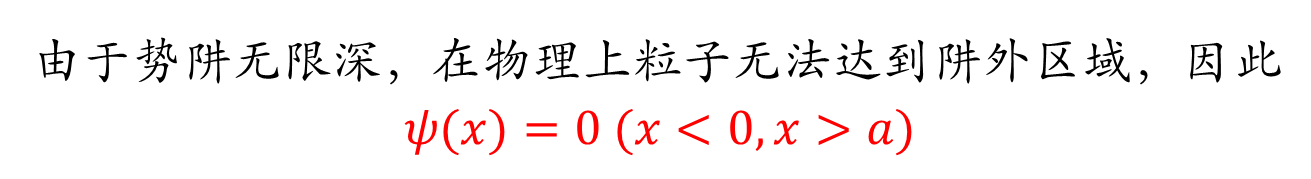 由于势阱无限深，在物理上粒子无法达到阱外区域，因此
ψ(x) = 0 (x < 0, x > a)